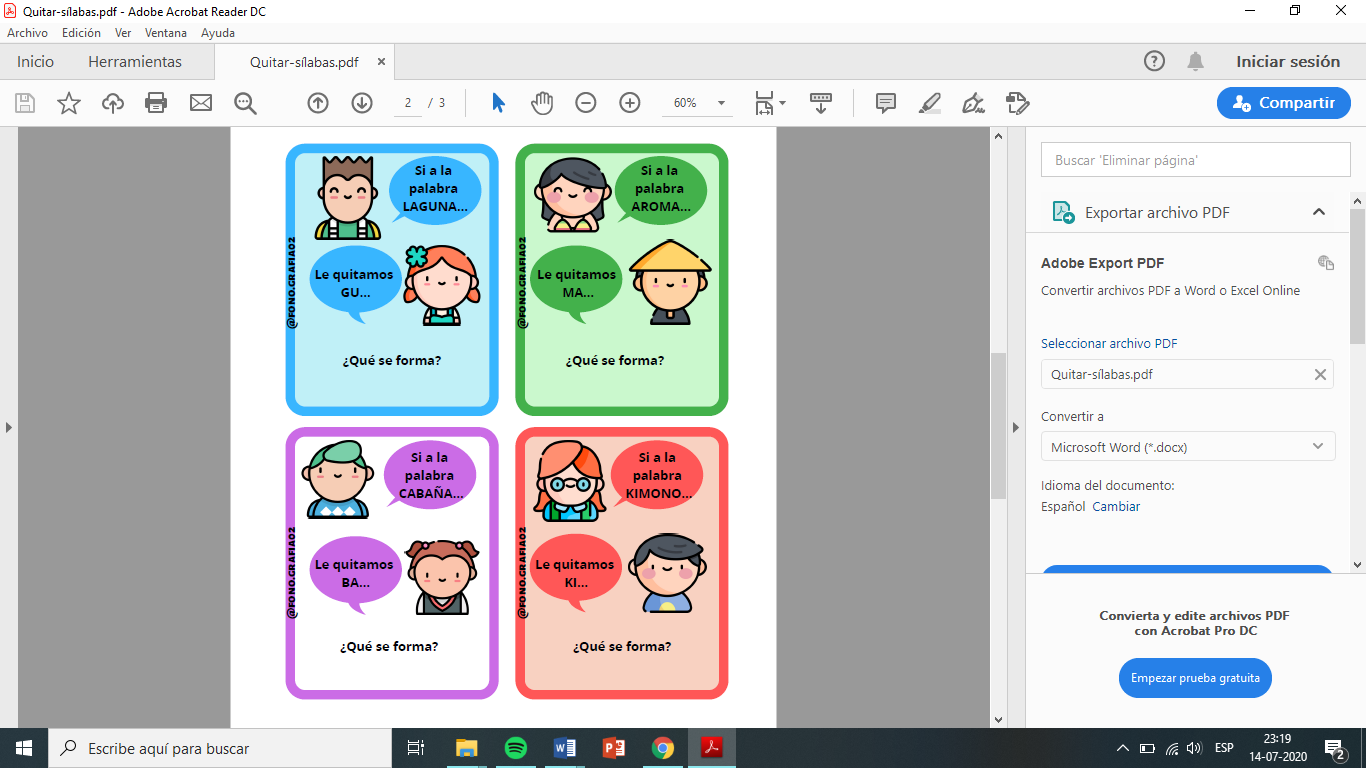 Quitar-sílabas.pdf - Adobe Acrobat Reader DC
Archivo Edición Ver Ventana Ayuda
Inicio Herramientas Quitar-sílabas.pdf × Iniciar sesión
2 / 3 60% Compartir
Si a la
palabra
LAGUNA...
Le quitamos
GU...
¿Qué se forma?
@FONO.GRAFIA02
Si a la
palabra
AROMA...
Le quitamos
MA...
¿Qué se forma?
@FONO.GRAFIA02
Si a la
palabra
CABAÑA...
Le quitamos
BA...
¿Qué se forma?
@FONO.GRAFIA02
Si a la
palabra
KIMONO...
Le quitamos
KI...
¿Qué se forma?
@FONO.GRAFIA02
Buscar 'Eliminar página'
Exportar archivo PDF
Adobe Export PDF
Convertir archivos PDF a Word o Excel Online
Seleccionar archivo PDF
Quitar-sílabas.pdf
Convertir a
Microsoft Word (*.docx)
Idioma del documento:
Español Cambiar
Convierta y edite archivos PDF
con Acrobat Pro DC
Empezar prueba gratuita
Escribe aquí para buscar
ESP
23:19
14-07-2020
2